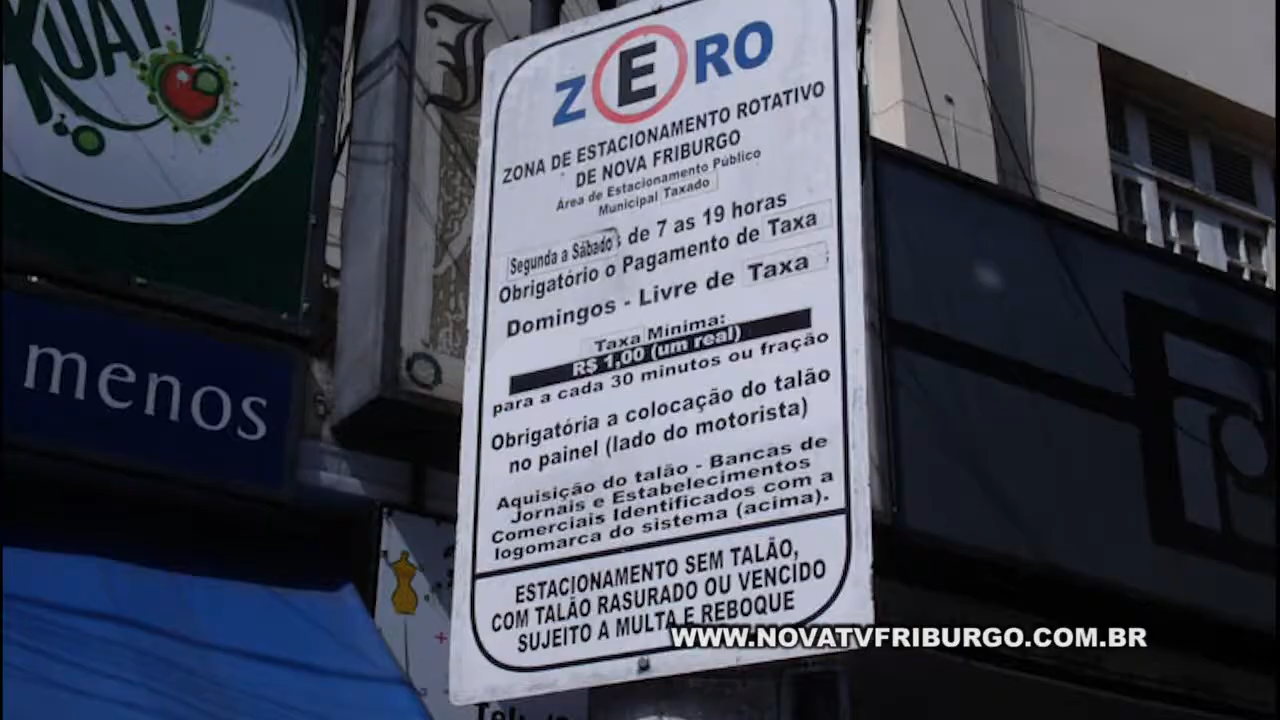 KUAT
menos
ZERO
ZONA DE ESTACIONAMENTO ROTATIVO
DE NOVA FRIBURGO
Área de Estacionamento Público
Municipal Taxado
Segunda a Sábado de 7 as 19 horas
Obrigatório o Pagamento de Taxa
Domingos - Livre de Taxa
Taxa Mínima:
R$ 1,00 (um real)
para a cada 30 minutos ou fração
Obrigatória a colocação do talão
no painel (lado do motorista)
Aquisição do talão - Bancas de
Jornais e Estabelecimentos
Comerciais Identificados com a
logomarca do sistema (acima).
ESTACIONAMENTO SEM TALÃO,
COM TALÃO RASURADO OU VENCIDO
SUJEITO A MULTA E REBOQUE
WWW.NOVATVFRIBURGO.COM.BR